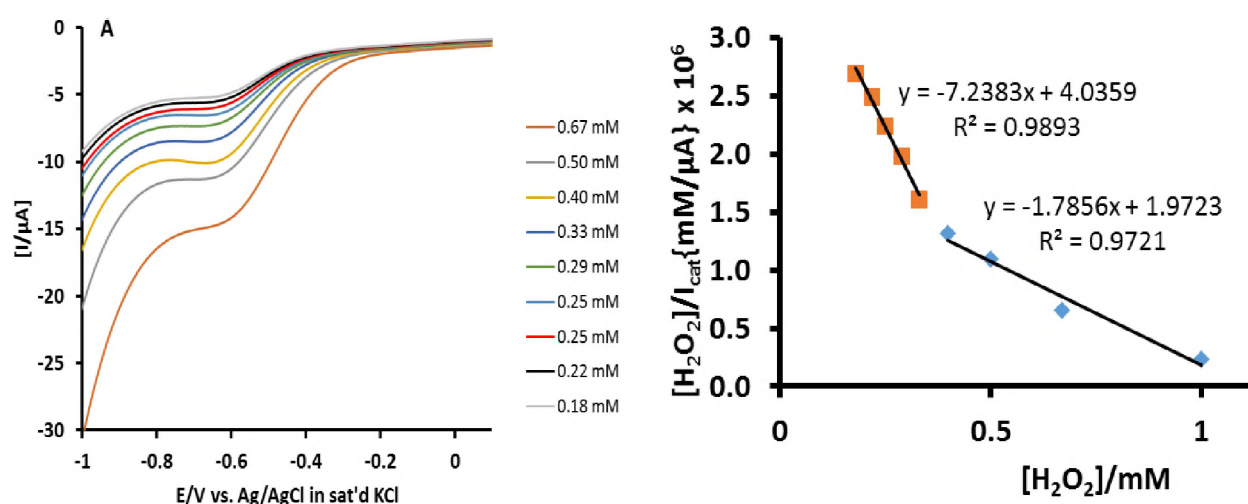 A
[I/µA]
0
-5
-10
-15
-20
-25
-30
-1
-0.8
-0.6
-0.4
-0.2
0
E/V vs. Ag/AgCl in sat'd KCl
0.67 mM
0.50 mM
0.40 mM
0.33 mM
0.29 mM
0.25 mM
0.25 mM
0.22 mM
0.18 mM
[H₂O₂]/I_cat{mM/µA} x 10⁶
3.0
2.5
2.0
1.5
1.0
0.5
0.0
y = -7.2383x + 4.0359
R² = 0.9893
y = -1.7856x + 1.9723
R² = 0.9721
0
0.5
1
[H₂O₂]/mM